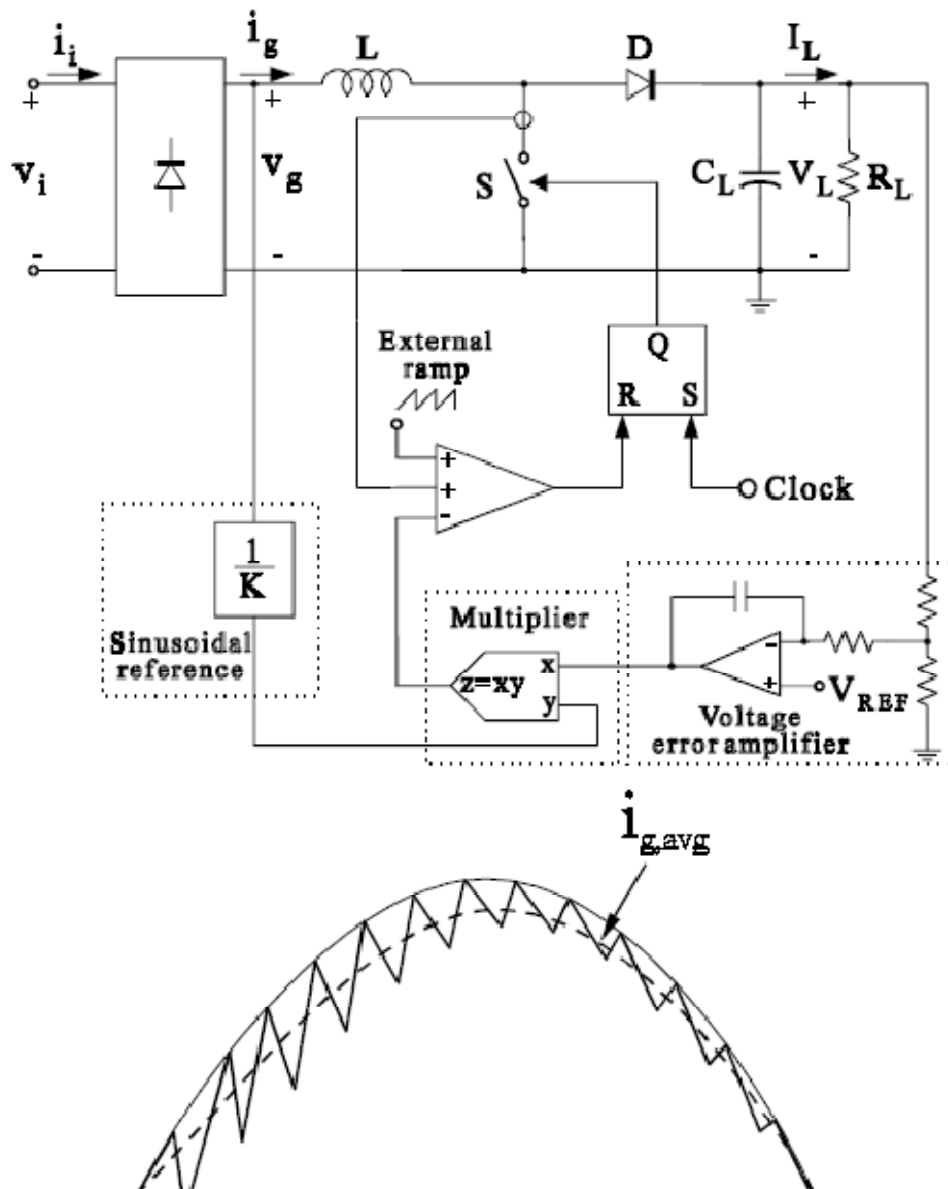 i_i
i_g
L
D
I_L
+
+
+
v_i
v_g
S
C_L
V_L
R_L
-
-
-
External
ramp
Q
R S
+
+
-
Clock
1
K
Sinusoidal
reference
Multiplier
x
z=xy
y
-
+
V_REF
Voltage
error amplifier
i_g,avg